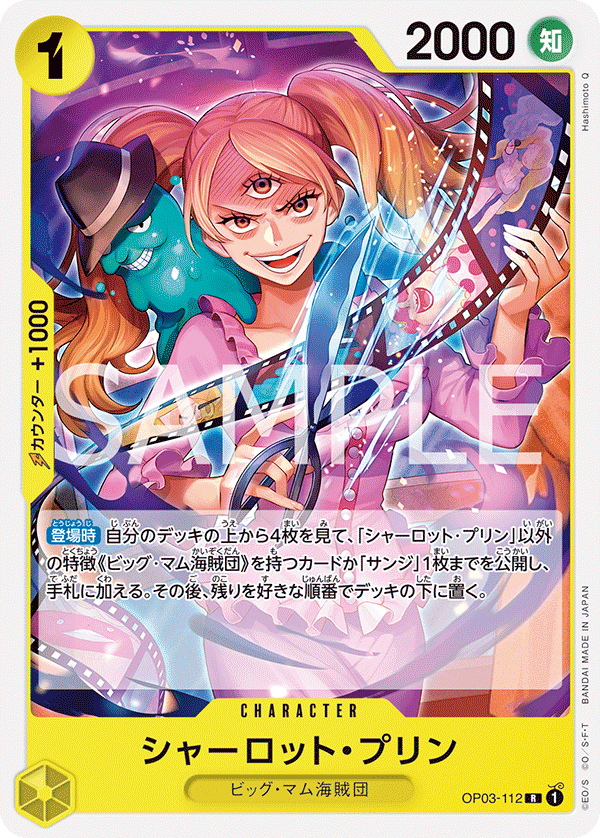 1
2000
知
Hashimoto Q
カウンター +1000
SAMPLE
登場時 自分のデッキの上から4枚を見て、「シャーロット・プリン」以外
の特徴《ビッグ・マム海賊団》を持つカードか「サンジ」1枚までを公開し、
手札に加える。その後、残りを好きな順番でデッキの下に置く。
CHARACTER
シャーロット・プリン
ビッグ・マム海賊団
OP03-112 R 1
©E.O/S ©O/S・F・T BANDAI MADE IN JAPAN